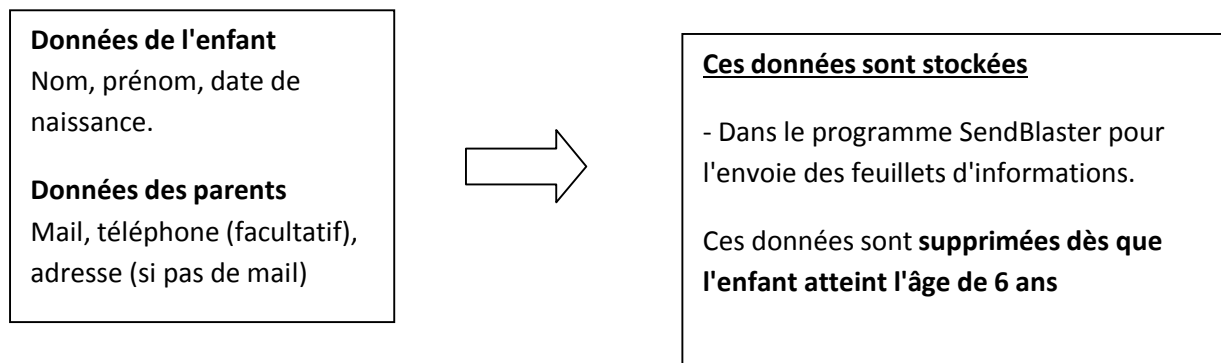 Données de l'enfant
Nom, prénom, date de
naissance.
Données des parents
Mail, téléphone (facultatif),
adresse (si pas de mail)
Ces données sont stockées
- Dans le programme SendBlaster pour
l'envoie des feuillets d'informations.
Ces données sont supprimées dès que
l'enfant atteint l'âge de 6 ans